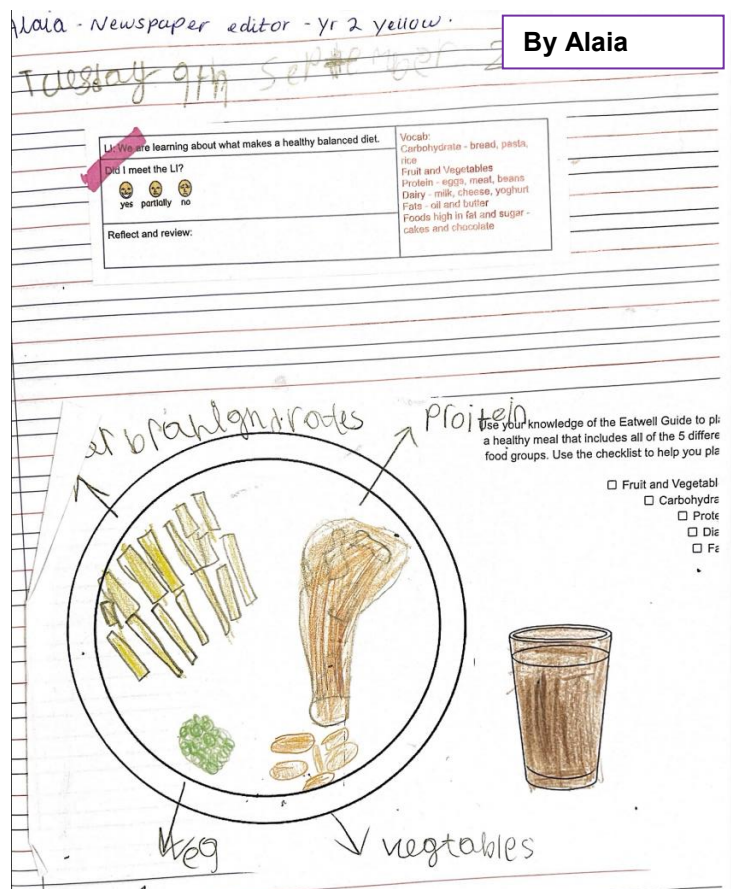 Alaia - Newspaper editor - yr 2 yellow.
By Alaia
Tuesday 9th September 2
LI: We are learning about what makes a healthy balanced diet.
Did I meet the LI?
yes partially no
Reflect and review:
Vocab:
Carbohydrate - bread, pasta,
rice
Fruit and Vegetables
Protein - eggs, meat, beans
Dairy - milk, cheese, yoghurt
Fats - oil and butter
Foods high in fat and sugar -
cakes and chocolate
Proitein
Use your knowledge of the Eatwell Guide to pla
a healthy meal that includes all of the 5 differe
food groups. Use the checklist to help you pla
Fruit and Vegetabl
Carbohydra
Prote
Dia
Fa
Veg
vegtables